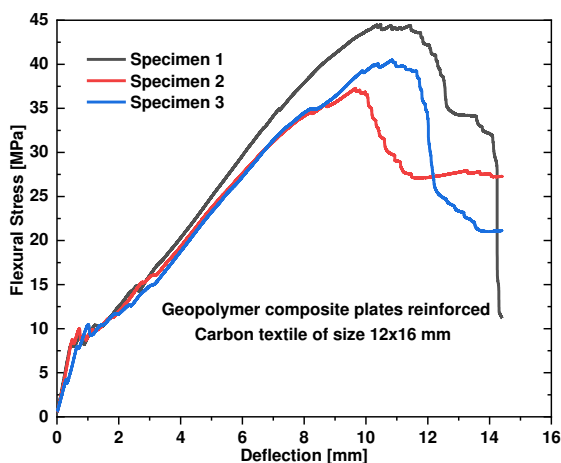 50
45
40
35
30
25
20
15
10
5
0
Flexural Stress [MPa]
Specimen 1
Specimen 2
Specimen 3
Geopolymer composite plates reinforced
Carbon textile of size 12x16 mm
0 2 4 6 8 10 12 14 16
Deflection [mm]